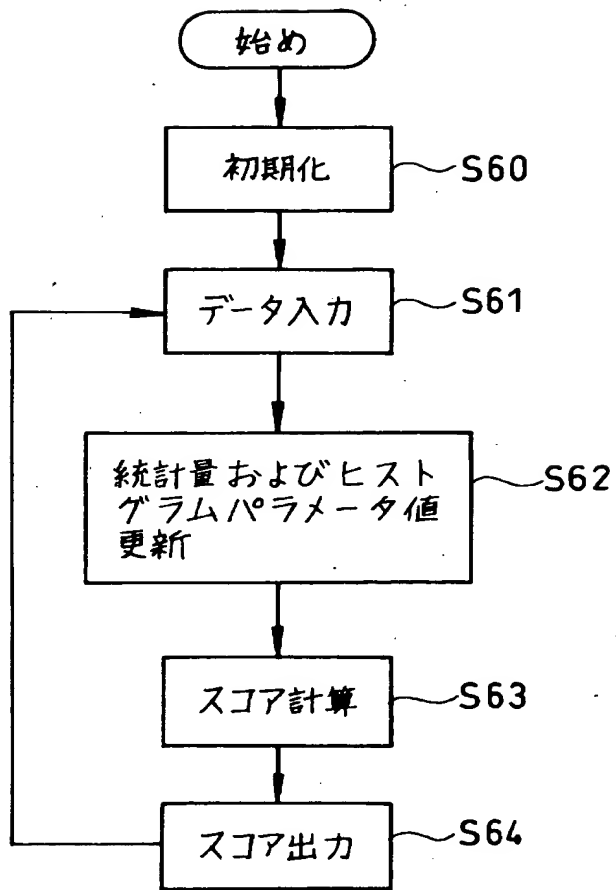 始め
初期化
S60
データ入力
S61
統計量およびヒスト
グラムパラメータ値
更新
S62
スコア計算
S63
スコア出力
S64